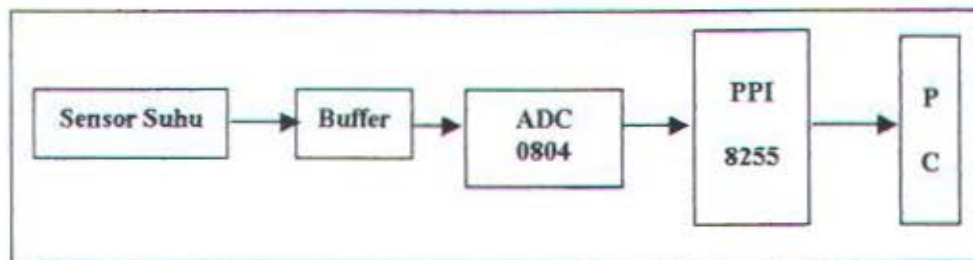 Sensor Suhu
Buffer
ADC
0804
PPI
8255
P
C